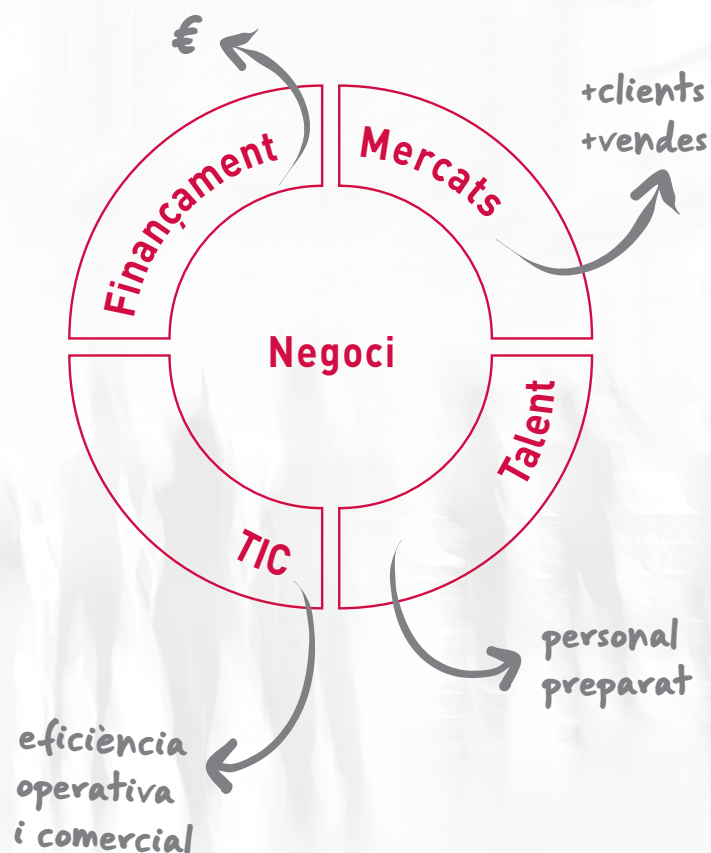 €
+clients
+vendes
Finançament
Mercats
Negoci
Talent
TIC
personal
preparat
eficiència
operativa
i comercial